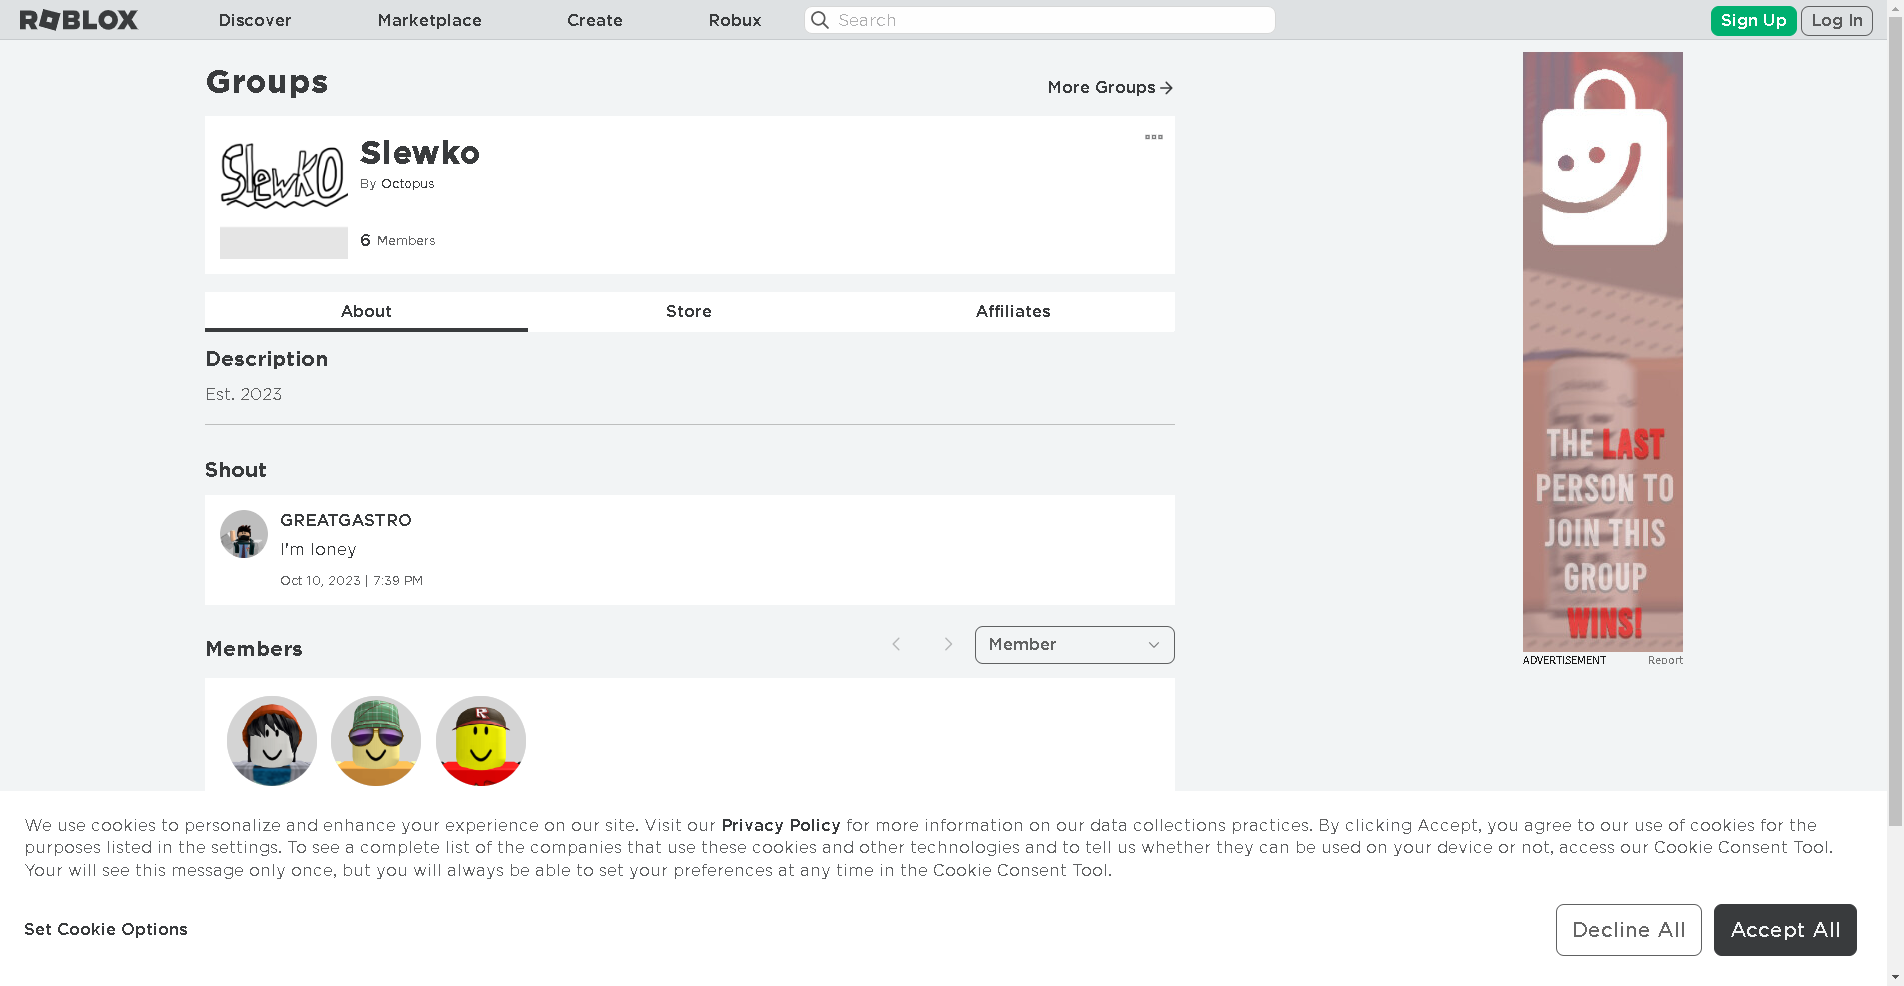 ROBLOX Discover Marketplace Create Robux Search Sign Up Log In
Groups
More Groups
Slewko
Slewko
By Octopus
6 Members
About Store Affiliates
Description
Est. 2023
Shout
GREATGASTRO
I'm loney
Oct 10, 2023 | 7:39 PM
Members
Member
R
THE LAST
PERSON TO
JOIN THIS
GROUP
WINS!
ADVERTISEMENT Report
We use cookies to personalize and enhance your experience on our site. Visit our Privacy Policy for more information on our data collections practices. By clicking Accept, you agree to our use of cookies for the
purposes listed in the settings. To see a complete list of the companies that use these cookies and other technologies and to tell us whether they can be used on your device or not, access our Cookie Consent Tool.
Your will see this message only once, but you will always be able to set your preferences at any time in the Cookie Consent Tool.
Set Cookie Options
Decline All
Accept All